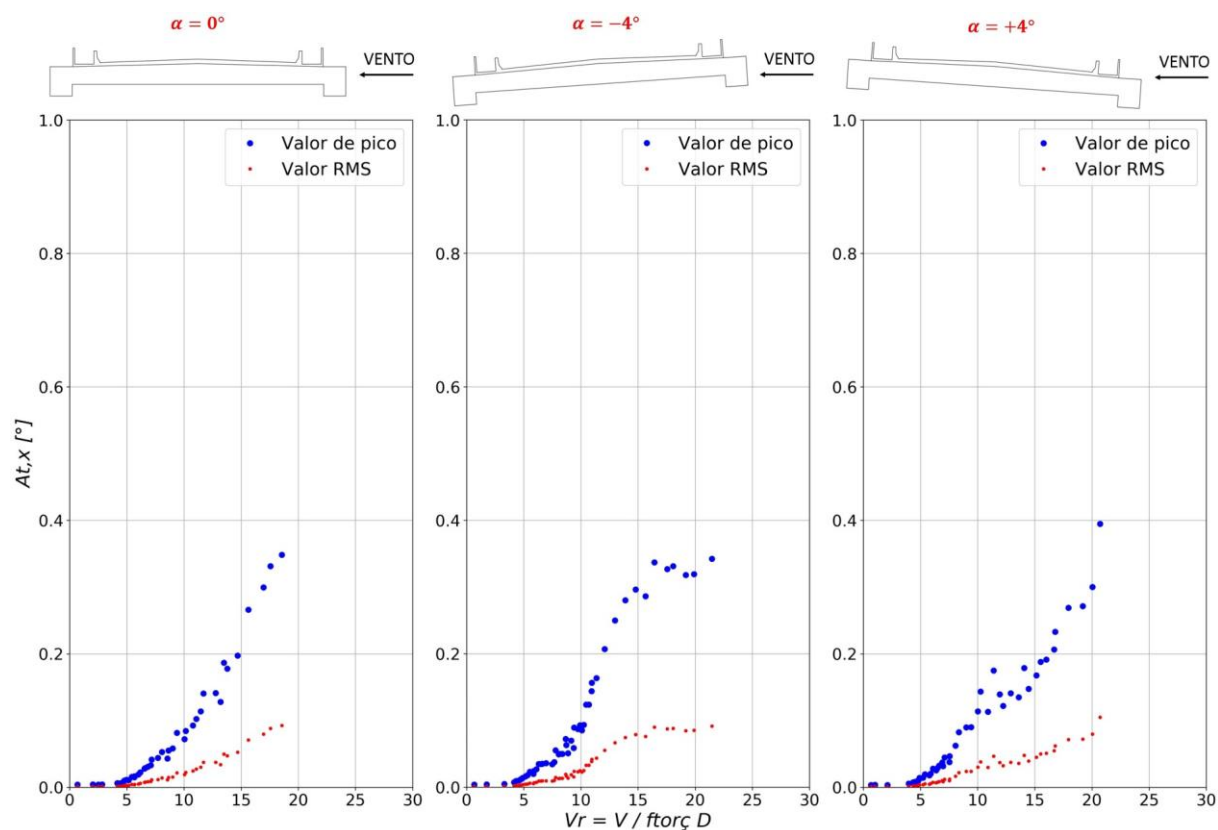 α = 0°
α = −4°
α = +4°
VENTO
VENTO
VENTO
Valor de pico
Valor RMS
Valor de pico
Valor RMS
Valor de pico
Valor RMS
At,x [°]
1.0
0.8
0.6
0.4
0.2
0.0
0 5 10 15 20 25 30
1.0
0.8
0.6
0.4
0.2
0.0
0 5 10 15 20 25 30
1.0
0.8
0.6
0.4
0.2
0.0
0 5 10 15 20 25 30
Vr = V / ftorç D